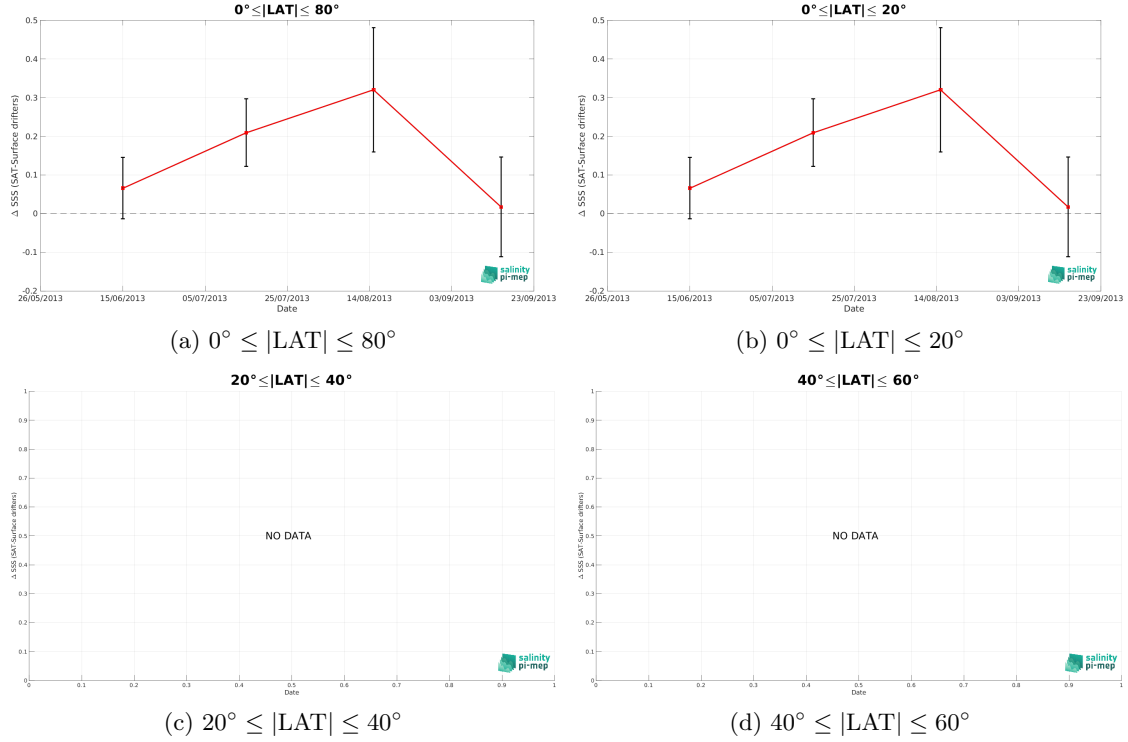 0°≤|LAT|≤ 80°
0.5
0.4
0.3
0.2
0.1
0
-0.1
-0.2
Δ SSS (SAT-Surface drifters)
26/05/2013 15/06/2013 05/07/2013 25/07/2013 14/08/2013 03/09/2013 23/09/2013
Date
salinity
pi-mep
(a) 0° ≤ |LAT| ≤ 80°
0°≤|LAT|≤ 20°
0.5
0.4
0.3
0.2
0.1
0
-0.1
-0.2
Δ SSS (SAT-Surface drifters)
26/05/2013 15/06/2013 05/07/2013 25/07/2013 14/08/2013 03/09/2013 23/09/2013
Date
salinity
pi-mep
(b) 0° ≤ |LAT| ≤ 20°
20°≤|LAT|≤ 40°
1
0.9
0.8
0.7
0.6
0.5
0.4
0.3
0.2
0.1
0
Δ SSS (SAT-Surface drifters)
NO DATA
0 0.1 0.2 0.3 0.4 0.5 0.6 0.7 0.8 0.9 1
Date
salinity
pi-mep
(c) 20° ≤ |LAT| ≤ 40°
40°≤|LAT|≤ 60°
1
0.9
0.8
0.7
0.6
0.5
0.4
0.3
0.2
0.1
0
Δ SSS (SAT-Surface drifters)
NO DATA
0 0.1 0.2 0.3 0.4 0.5 0.6 0.7 0.8 0.9 1
Date
salinity
pi-mep
(d) 40° ≤ |LAT| ≤ 60°